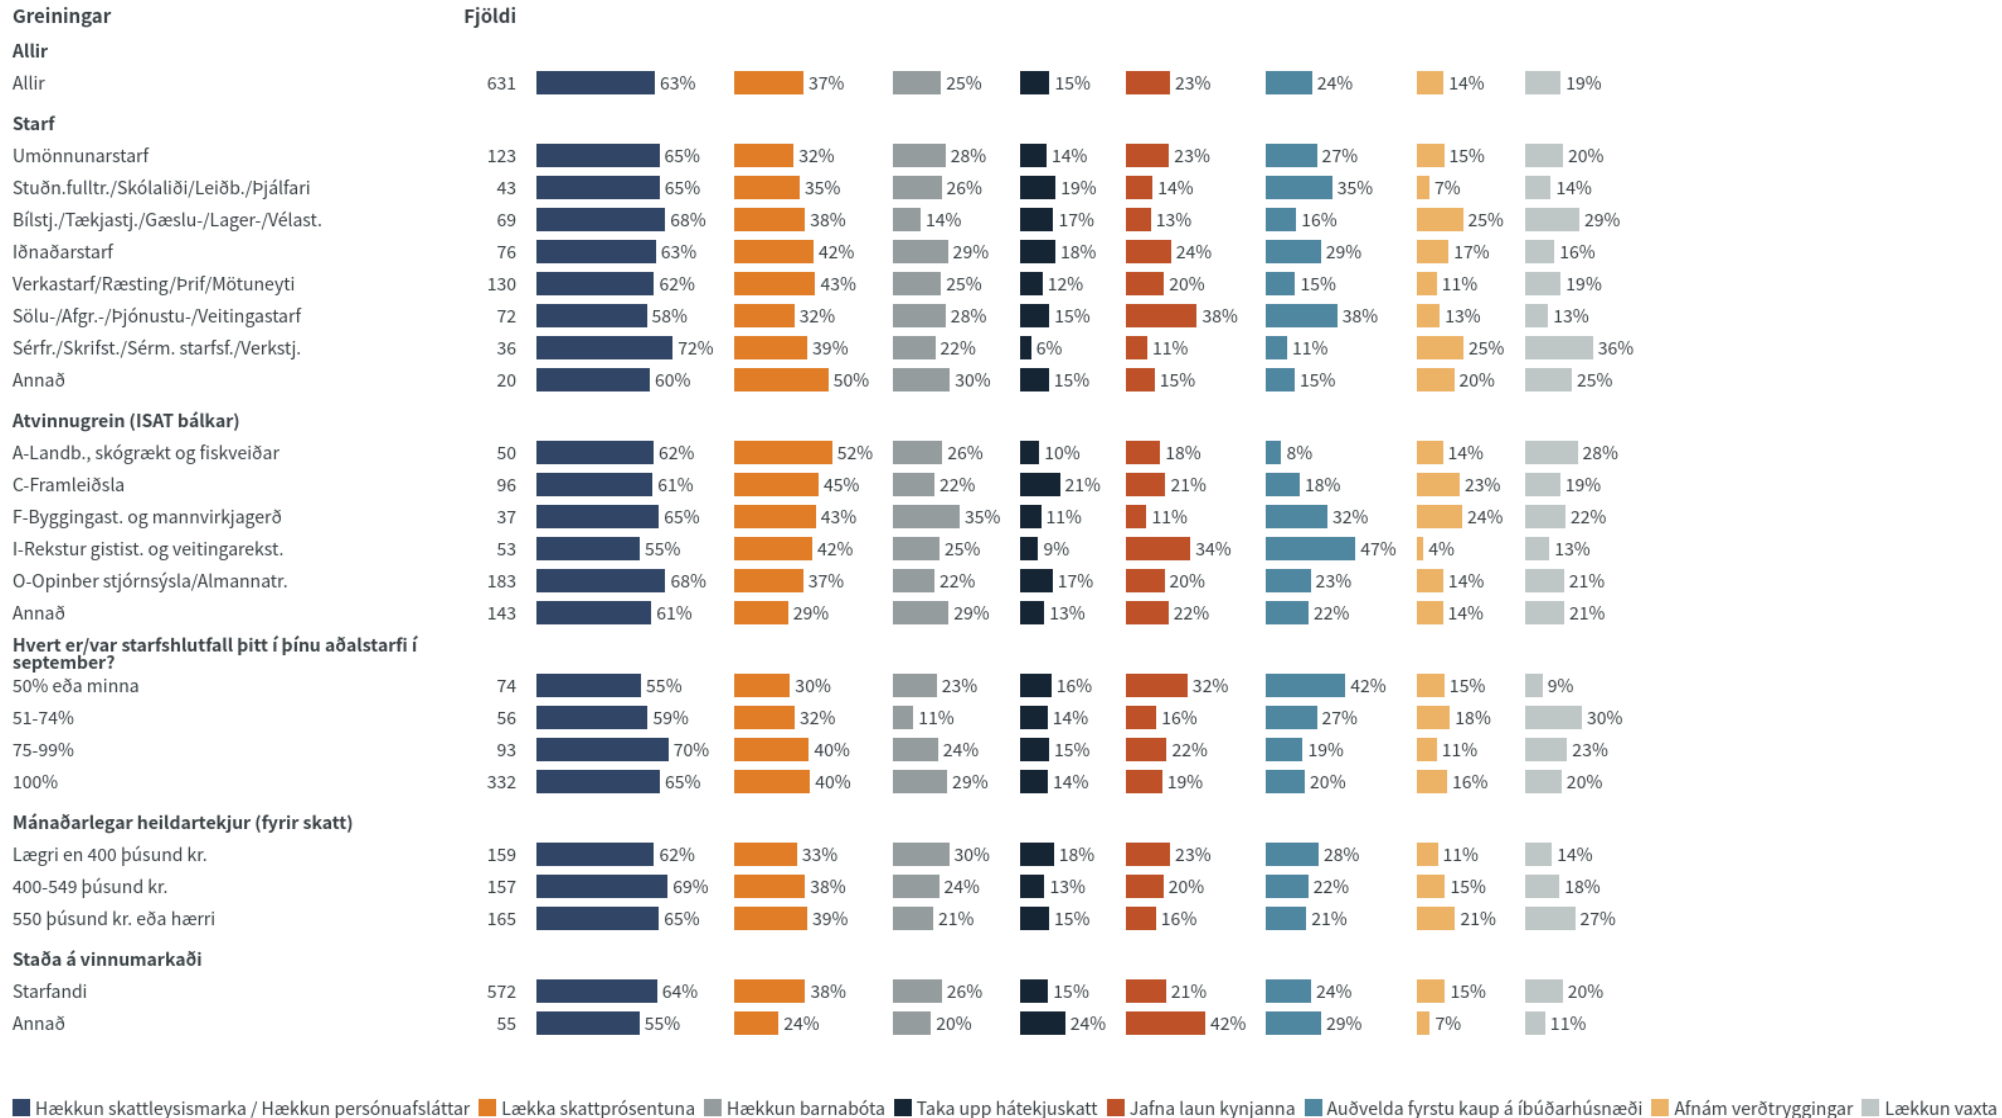 Greiningar Fjöldi
Allir
Allir 631 63% 37% 25% 15% 23% 24% 14% 19%
Starf
Umönnunarstarf 123 65% 32% 28% 14% 23% 27% 15% 20%
Stuðn.fulltr./Skólaliði/Leiðb./Þjálfari 43 65% 35% 26% 19% 14% 35% 7% 14%
Bílstj./Tækjastj./Gæslu-/Lager-/Vélast. 69 68% 38% 14% 17% 13% 16% 25% 29%
Iðnaðarstarf 76 63% 42% 29% 18% 24% 29% 17% 16%
Verkastarf/Ræsting/Þrif/Mötuneyti 130 62% 43% 25% 12% 20% 15% 11% 19%
Sölu-/Afgr.-/Þjónustu-/Veitingastarf 72 58% 32% 28% 15% 38% 38% 13% 13%
Sérfr./Skrifst./Sérm. starfsf./Verkstj. 36 72% 39% 22% 6% 11% 11% 25% 36%
Annað 20 60% 50% 30% 15% 15% 15% 20% 25%
Atvinnugrein (ISAT bálkar)
A-Landb., skógrækt og fiskveiðar 50 62% 52% 26% 10% 18% 8% 14% 28%
C-Framleiðsla 96 61% 45% 22% 21% 21% 18% 23% 19%
F-Byggingast. og mannvirkjagerð 37 65% 43% 35% 11% 11% 32% 24% 22%
I-Rekstur gistist. og veitingarekst. 53 55% 42% 25% 9% 34% 47% 4% 13%
O-Opinber stjórnsýsla/Almannatr. 183 68% 37% 22% 17% 20% 23% 14% 21%
Annað 143 61% 29% 29% 13% 22% 22% 14% 21%
Hvert er/var starfshlutfall þitt í þínu aðalstarfi í
september?
50% eða minna 74 55% 30% 23% 16% 32% 42% 15% 9%
51-74% 56 59% 32% 11% 14% 16% 27% 18% 30%
75-99% 93 70% 40% 24% 15% 22% 19% 11% 23%
100% 332 65% 40% 29% 14% 19% 20% 16% 20%
Mánaðarlegar heildartekjur (fyrir skatt)
Lægri en 400 þúsund kr. 159 62% 33% 30% 18% 23% 28% 11% 14%
400-549 þúsund kr. 157 69% 38% 24% 13% 20% 22% 15% 18%
550 þúsund kr. eða hærri 165 65% 39% 21% 15% 16% 21% 21% 27%
Staða á vinnumarkaði
Starfandi 572 64% 38% 26% 15% 21% 24% 15% 20%
Annað 55 55% 24% 20% 24% 42% 29% 7% 11%
Hækkun skattleysismarka / Hækkun persónuafsláttar Lækka skattprósentuna Hækkun barnabóta Taka upp hátekjuskatt Jafna laun kynjanna Auðvelda fyrstu kaup á íbúðarhúsnæði Afnám verðtryggingar Lækkun vaxta